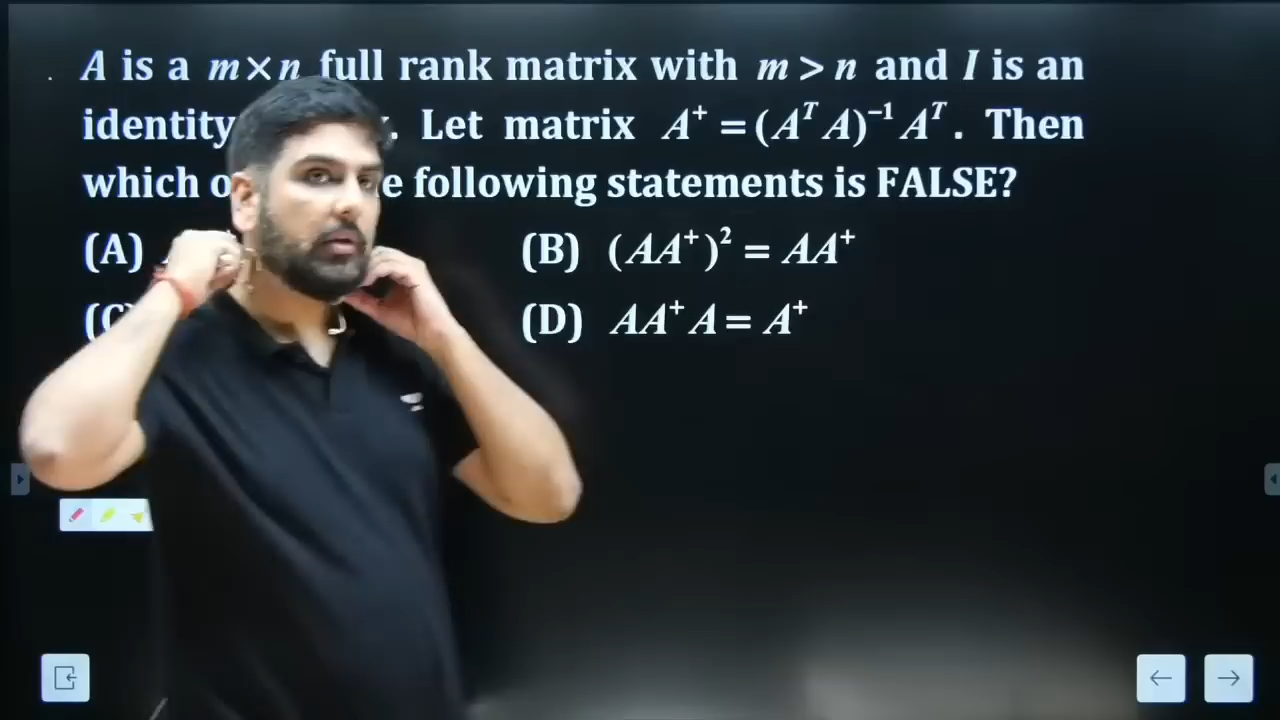 A is a m×n full rank matrix with m > n and I is an
identity . Let matrix A⁺ = (AᵀA)⁻¹Aᵀ. Then
which following statements is FALSE?
(A) (B) (AA⁺)² = AA⁺
(C) (D) AA⁺A = A⁺